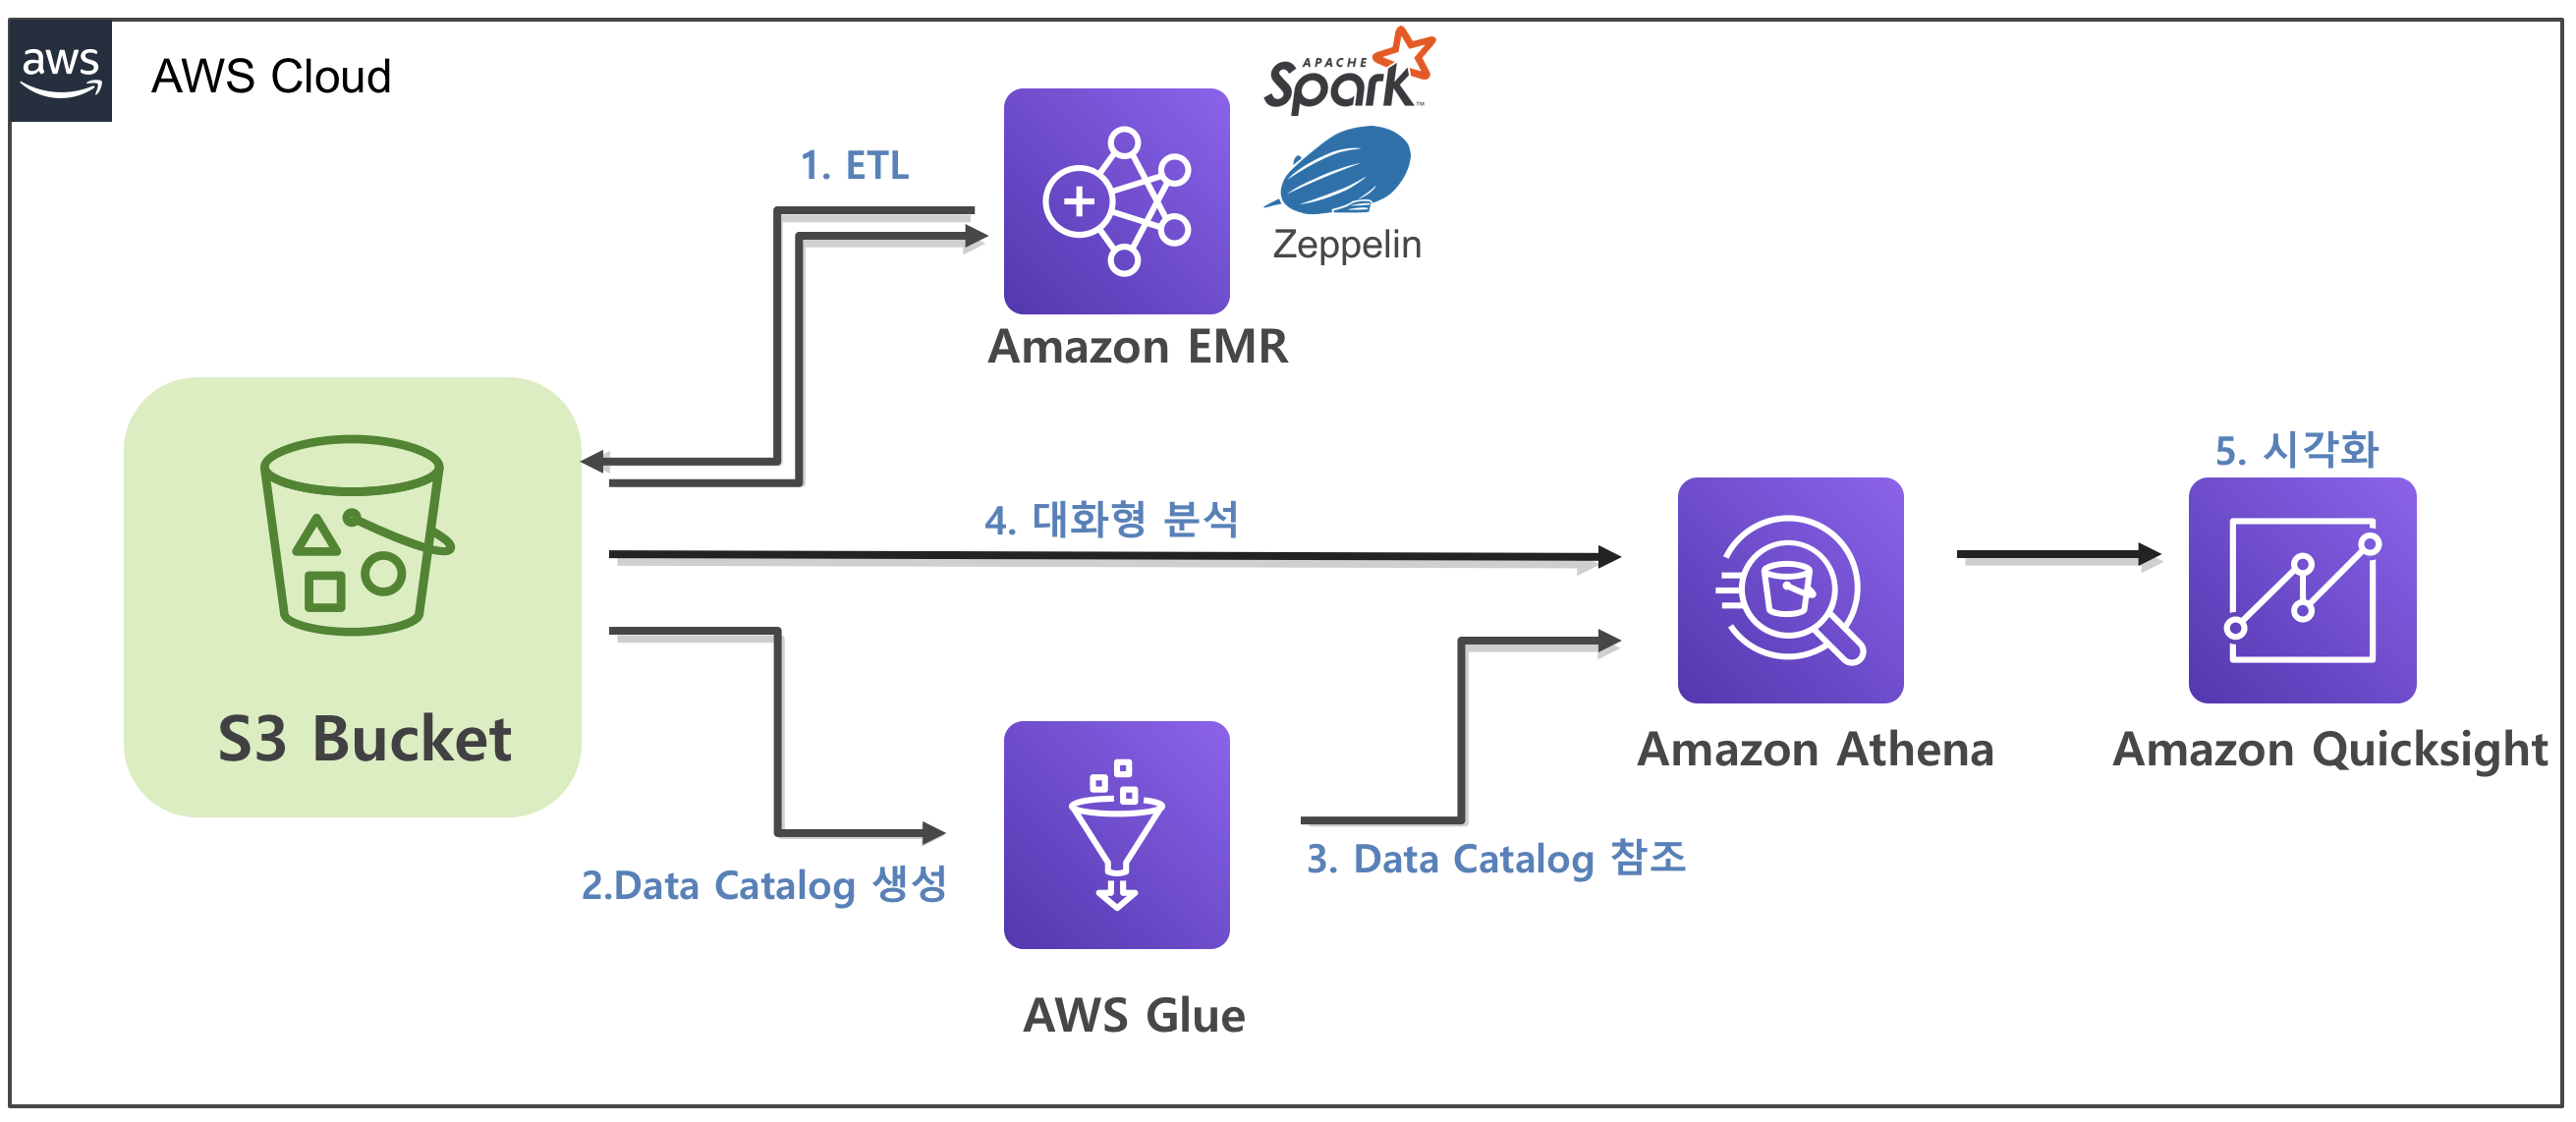 aws
AWS Cloud
APACHE
Spark™
Zeppelin
1. ETL
Amazon EMR
5. 시각화
4. 대화형 분석
S3 Bucket
Amazon Athena
Amazon Quicksight
2.Data Catalog 생성
3. Data Catalog 참조
AWS Glue